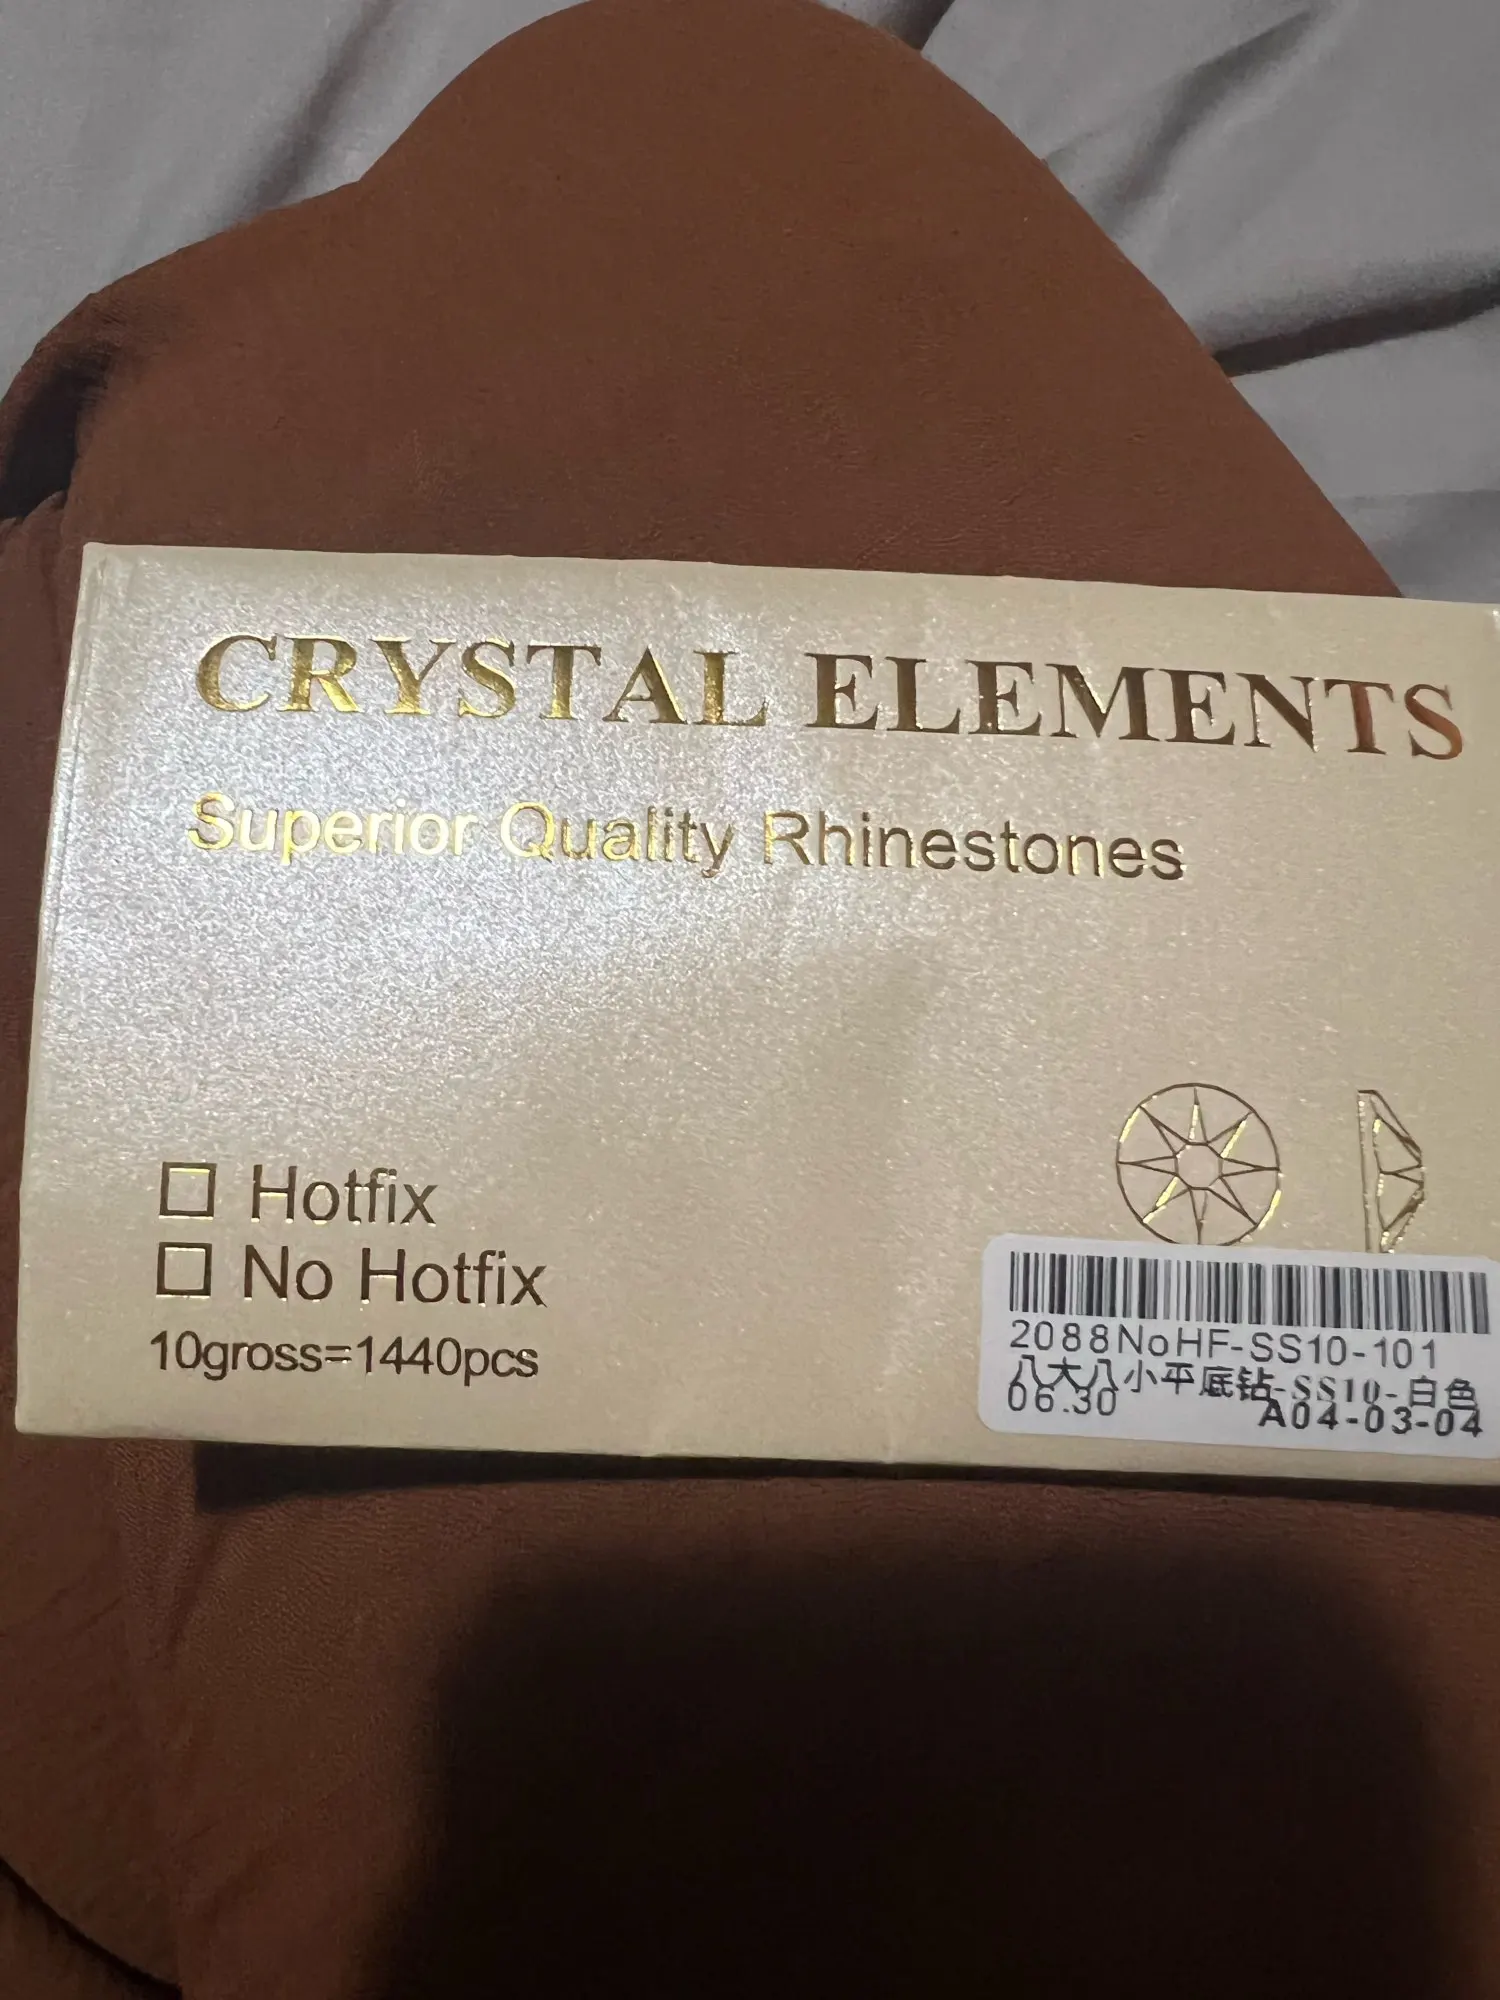 CRYSTAL ELEMENTS
Superior Quality Rhinestones
Hotfix
No Hotfix
10gross=1440pcs
2088NoHF-SS10-101
八大八小平底钻-SS10-白色
06.30
A04-03-04